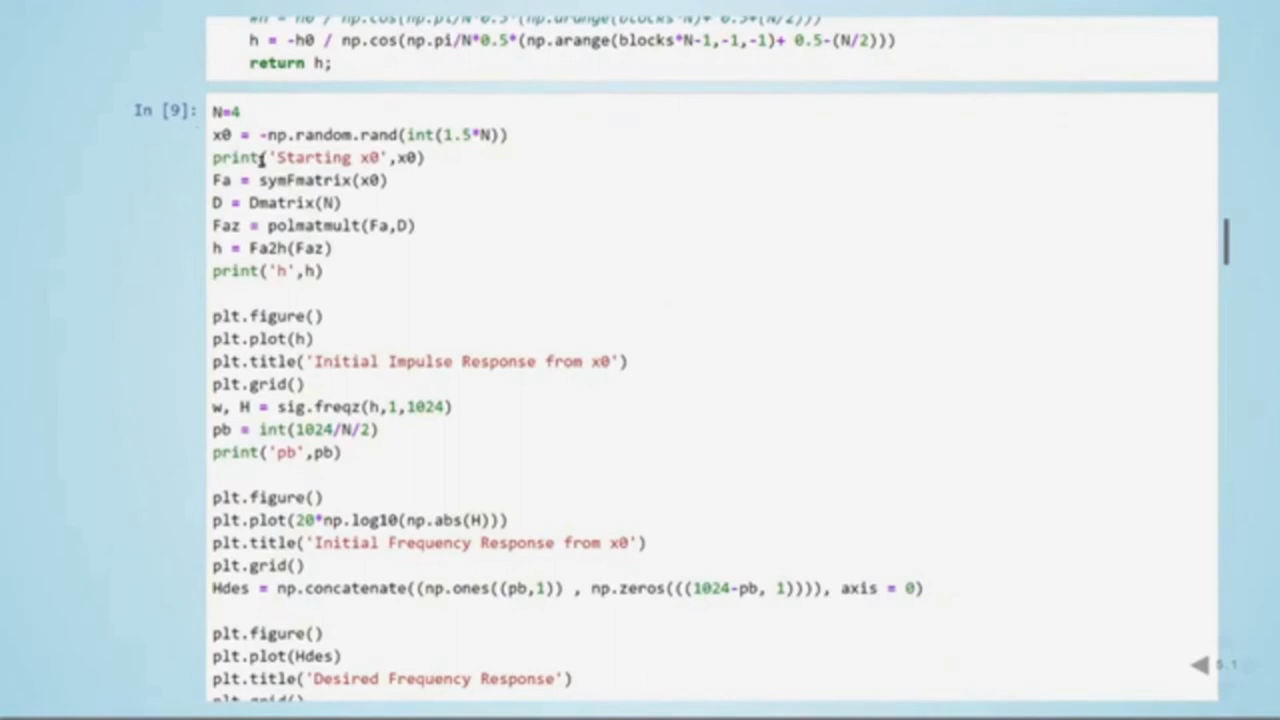 h = -h0 / np.cos(np.pi/N*0.5*(np.arange(blocks*N-1,-1,-1)+ 0.5-(N/2)))
return h;
In [9]:
N=4
x0 = -np.random.rand(int(1.5*N))
print('Starting x0',x0)
Fa = symFmatrix(x0)
D = Dmatrix(N)
Faz = polmatmult(Fa,D)
h = Fa2h(Faz)
print('h',h)
plt.figure()
plt.plot(h)
plt.title('Initial Impulse Response from x0')
plt.grid()
w, H = sig.freqz(h,1,1024)
pb = int(1024/N/2)
print('pb',pb)
plt.figure()
plt.plot(20*np.log10(np.abs(H)))
plt.title('Initial Frequency Response from x0')
plt.grid()
Hdes = np.concatenate((np.ones((pb,1)) , np.zeros(((1024-pb, 1)))), axis = 0)
plt.figure()
plt.plot(Hdes)
plt.title('Desired Frequency Response')
plt.grid()
5.1